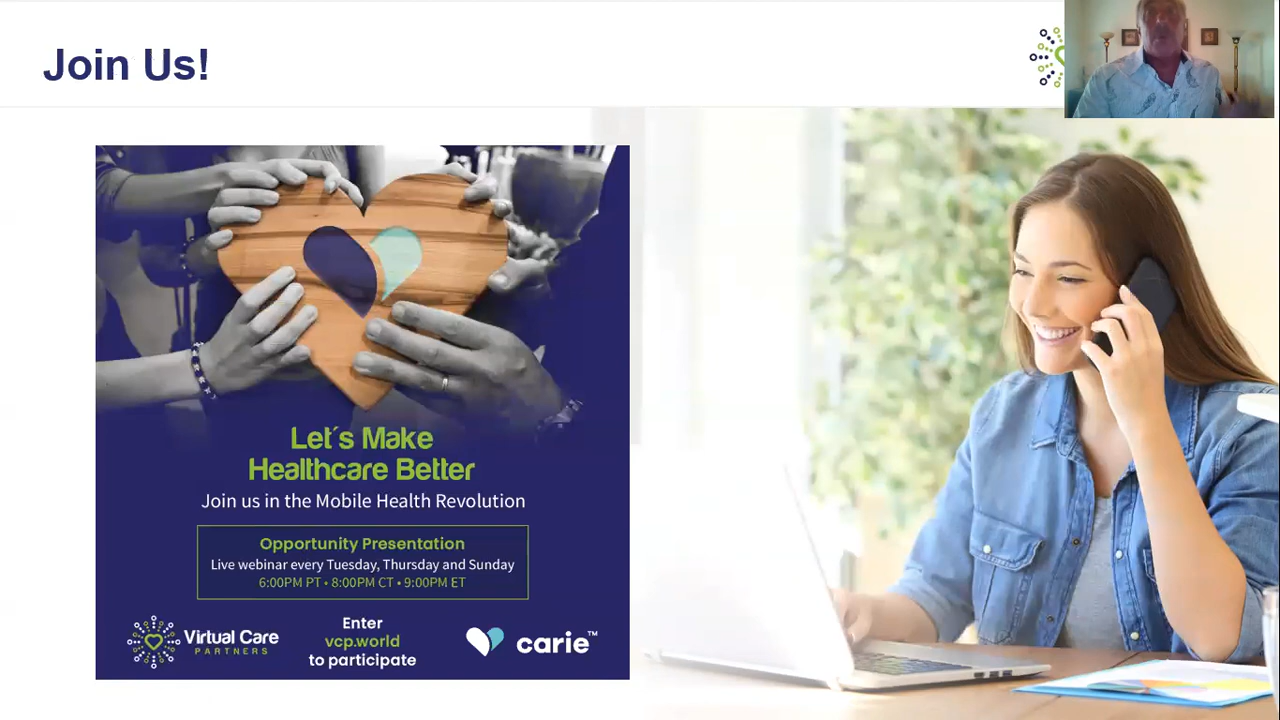 Join Us!
Let´s Make
Healthcare Better
Join us in the Mobile Health Revolution
Opportunity Presentation
Live webinar every Tuesday, Thursday and Sunday
6:00PM PT • 8:00PM CT • 9:00PM ET
Virtual Care
PARTNERS
Enter
vcp.world
to participate
carie™